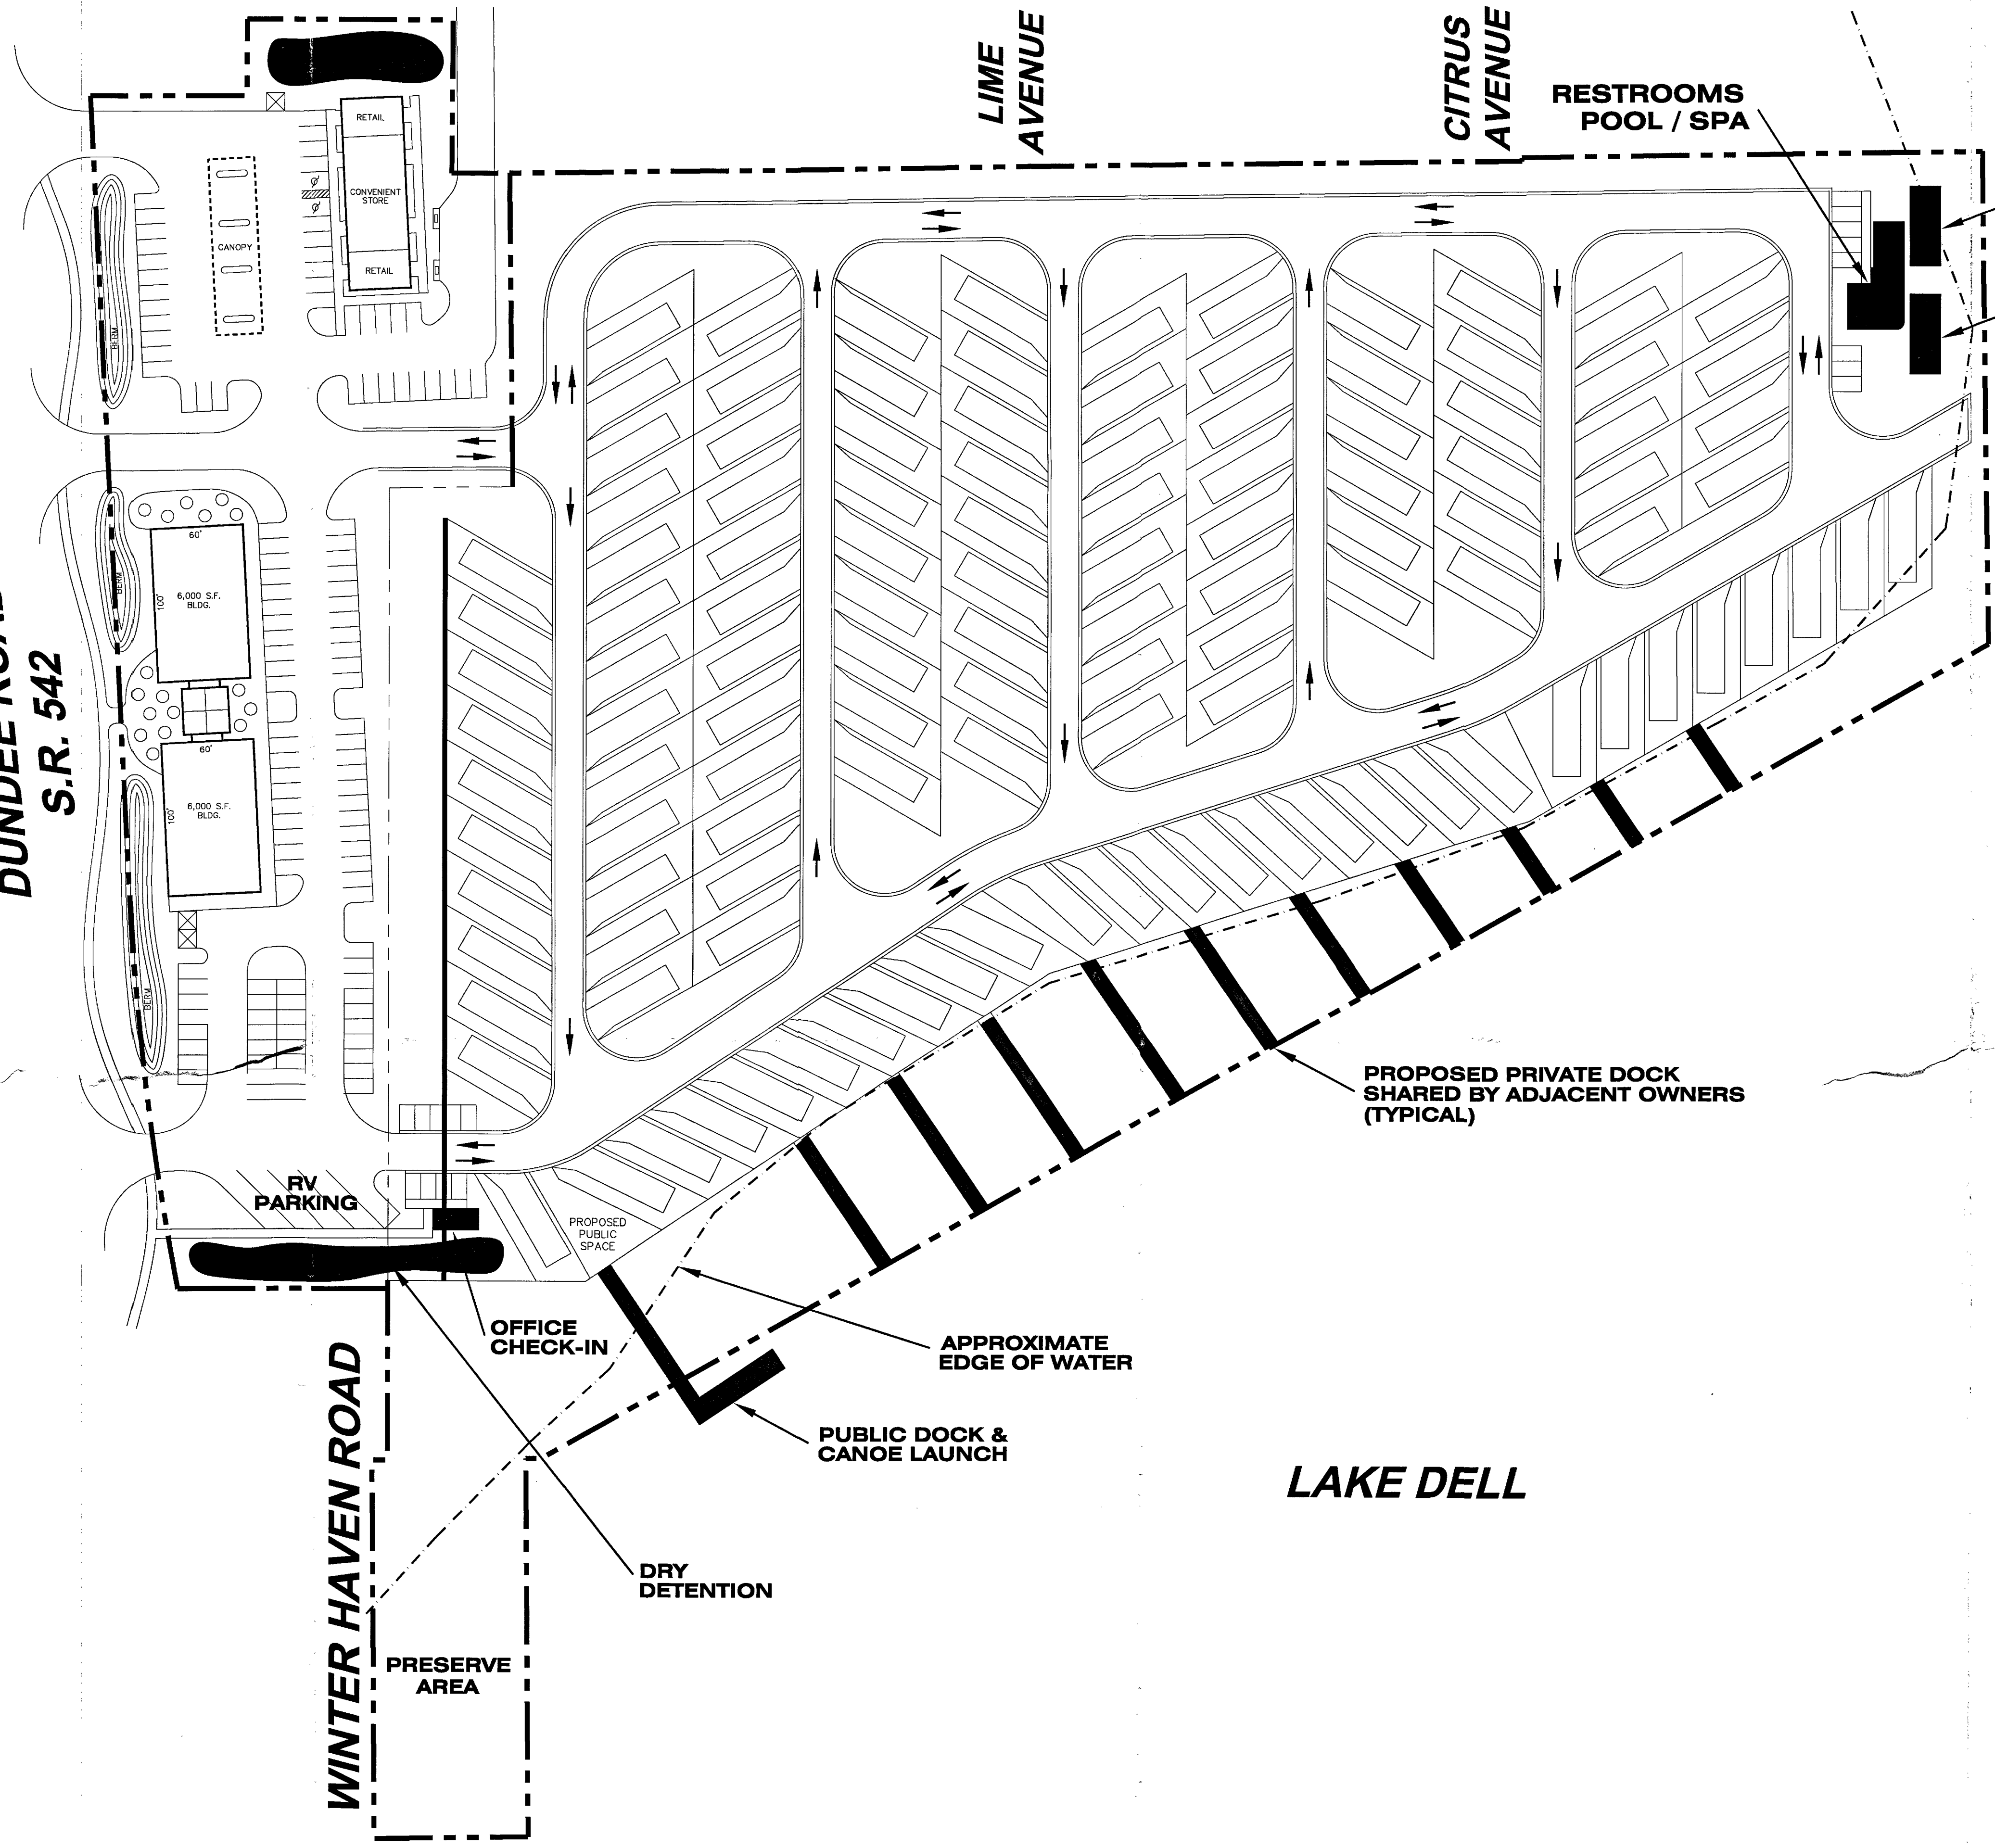 LIME
AVENUE
CITRUS
AVENUE
RESTROOMS
POOL / SPA
RETAIL
CONVENIENT
STORE
CANOPY
RETAIL
BERM
60'
100'
6,000 S.F.
BLDG.
BERM
S.R. 542
60'
100'
6,000 S.F.
BLDG.
BERM
RV
PARKING
PROPOSED
PUBLIC
SPACE
PROPOSED PRIVATE DOCK
SHARED BY ADJACENT OWNERS
(TYPICAL)
OFFICE
CHECK-IN
APPROXIMATE
EDGE OF WATER
PUBLIC DOCK &
CANOE LAUNCH
LAKE DELL
DRY
DETENTION
WINTER HAVEN ROAD
PRESERVE
AREA